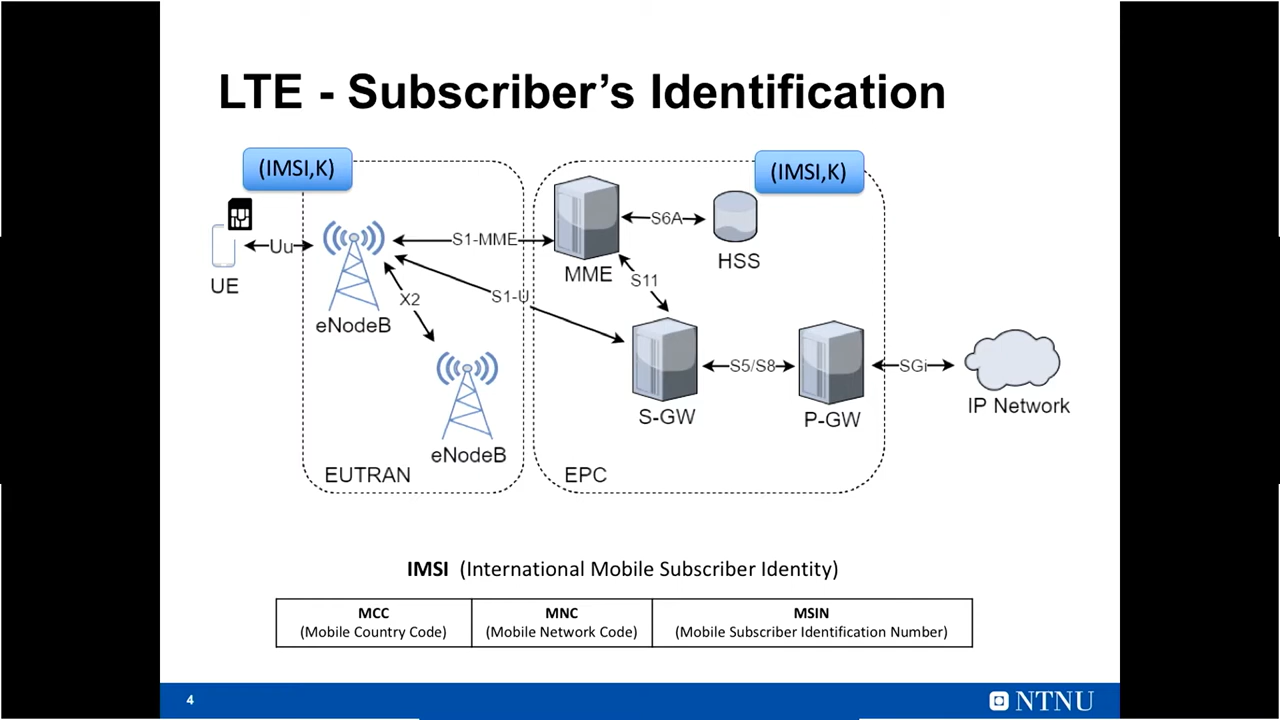 LTE - Subscriber's Identification
(IMSI,K)
(IMSI,K)
UE
Uu
eNodeB
S1-MME
MME
S6A
HSS
S11
X2
S1-U
eNodeB
S-GW
S5/S8
P-GW
SGi
IP Network
EUTRAN
EPC
IMSI (International Mobile Subscriber Identity)
MCC
(Mobile Country Code)
MNC
(Mobile Network Code)
MSIN
(Mobile Subscriber Identification Number)
4
NTNU